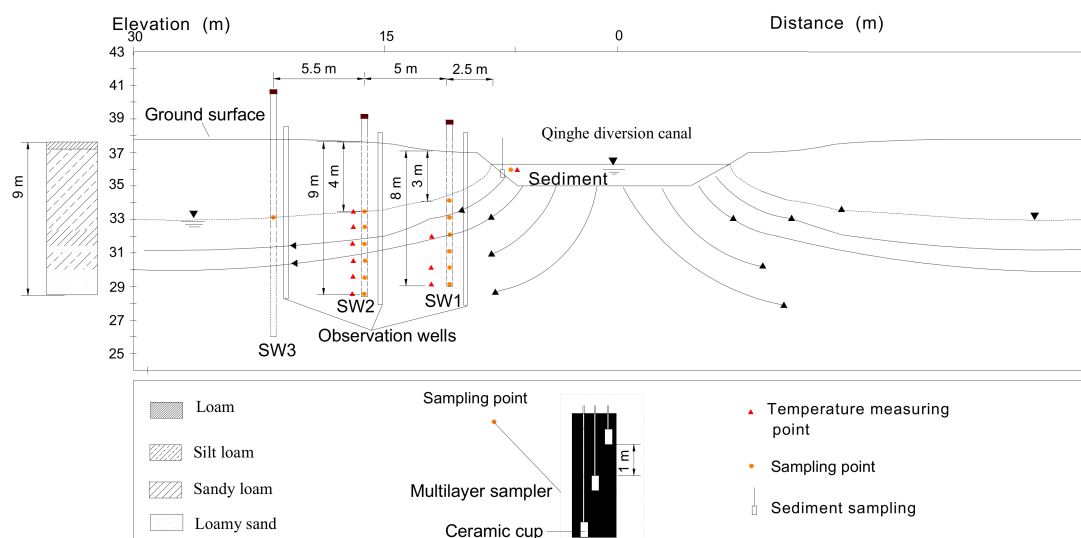 Elevation (m)
Distance (m)
30
15
0
43
41
39
37
35
33
31
29
27
25
5.5 m
5 m
2.5 m
Ground surface
Qinghe diversion canal
Sediment
9 m
9 m
4 m
8 m
3 m
SW2
SW1
Observation wells
SW3
Loam
Silt loam
Sandy loam
Loamy sand
Sampling point
1 m
Multilayer sampler
Ceramic cup
Temperature measuring
point
Sampling point
Sediment sampling